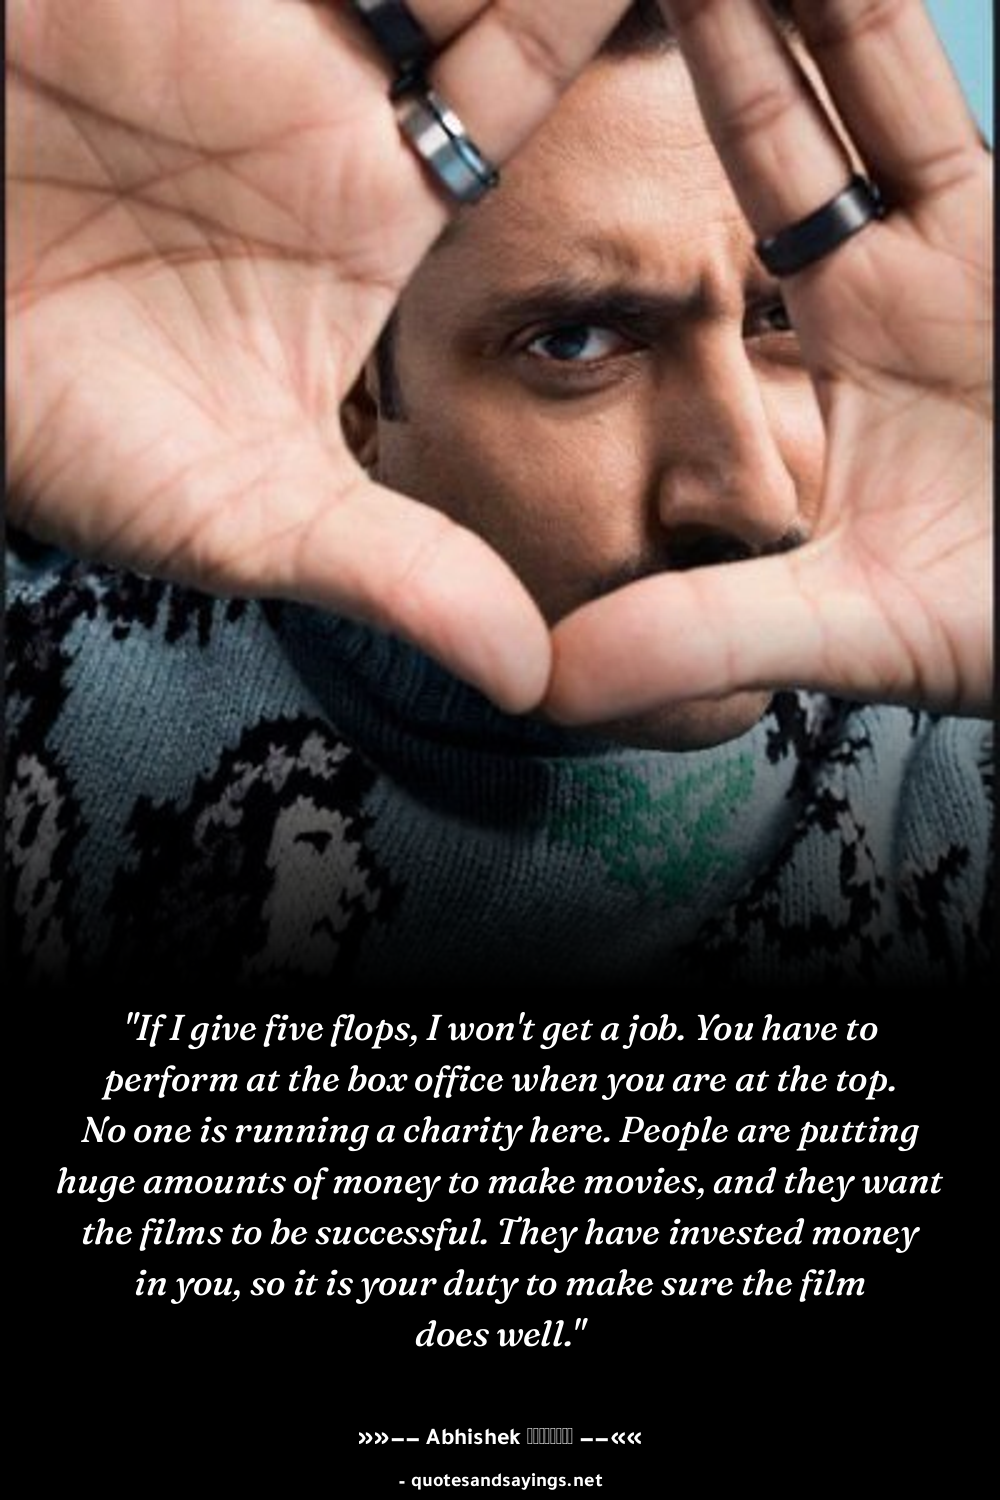 "If I give five flops, I won't get a job. You have to
perform at the box office when you are at the top.
No one is running a charity here. People are putting
huge amounts of money to make movies, and they want
the films to be successful. They have invested money
in you, so it is your duty to make sure the film
does well."
»»−− Abhishek −−««
- quotesandsayings.net